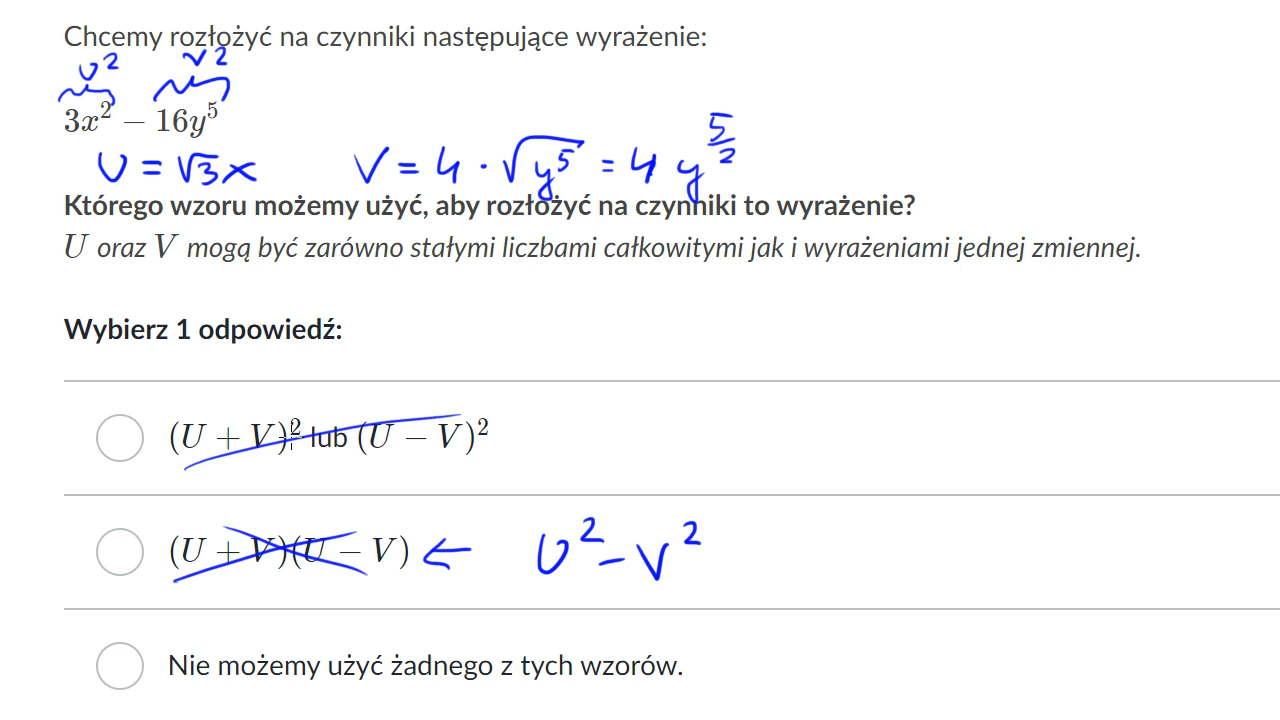 Chcemy rozłożyć na czynniki następujące wyrażenie:
U² V²
3x² − 16y⁵
U = √3x V = 4 · √y⁵ = 4y^(5/2)
Którego wzoru możemy użyć, aby rozłożyć na czynniki to wyrażenie?
U oraz V mogą być zarówno stałymi liczbami całkowitymi jak i wyrażeniami jednej zmiennej.
Wybierz 1 odpowiedź:
(U + V)² lub (U − V)²
(U + V)(U − V) ← U² − V²
Nie możemy użyć żadnego z tych wzorów.